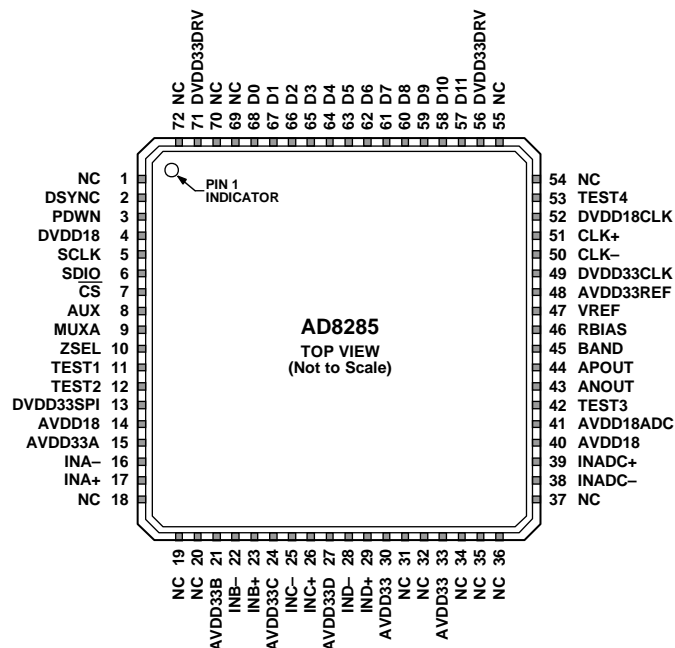 72 NC
71 DVDD33DRV
70 NC
69 NC
68 D0
67 D1
66 D2
65 D3
64 D4
63 D5
62 D6
61 D7
60 D8
59 D9
58 D10
57 D11
56 DVDD33DRV
55 NC
NC 1
DSYNC 2
PDWN 3
DVDD18 4
SCLK 5
SDIO 6
CS 7
AUX 8
MUXA 9
ZSEL 10
TEST1 11
TEST2 12
DVDD33SPI 13
AVDD18 14
AVDD33A 15
INA– 16
INA+ 17
NC 18
PIN 1
INDICATOR
AD8285
TOP VIEW
(Not to Scale)
54 NC
53 TEST4
52 DVDD18CLK
51 CLK+
50 CLK–
49 DVDD33CLK
48 AVDD33REF
47 VREF
46 RBIAS
45 BAND
44 APOUT
43 ANOUT
42 TEST3
41 AVDD18ADC
40 AVDD18
39 INADC+
38 INADC–
37 NC
NC 19
NC 20
AVDD33B 21
INB– 22
INB+ 23
AVDD33C 24
INC– 25
INC+ 26
AVDD33D 27
IND– 28
IND+ 29
AVDD33 30
NC 31
NC 32
AVDD33 33
NC 34
NC 35
NC 36